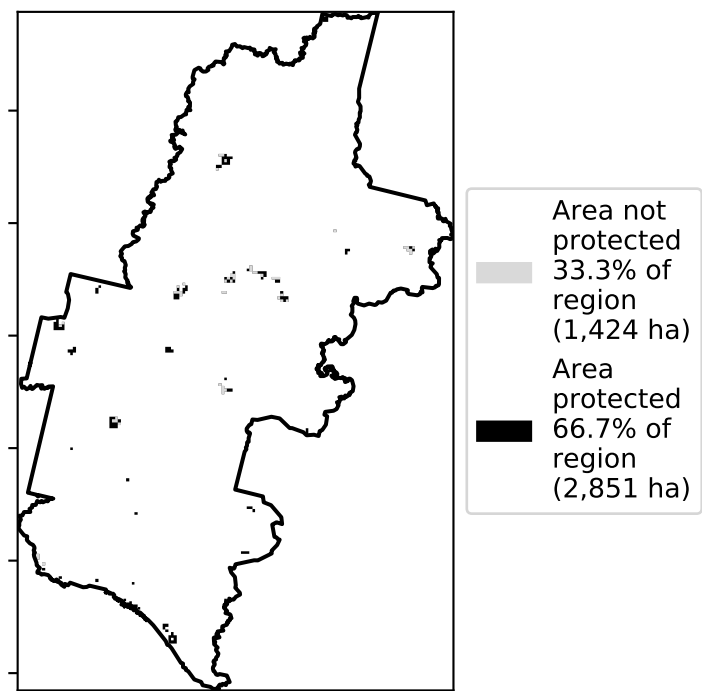 Area not
protected
33.3% of
region
(1,424 ha)
Area
protected
66.7% of
region
(2,851 ha)